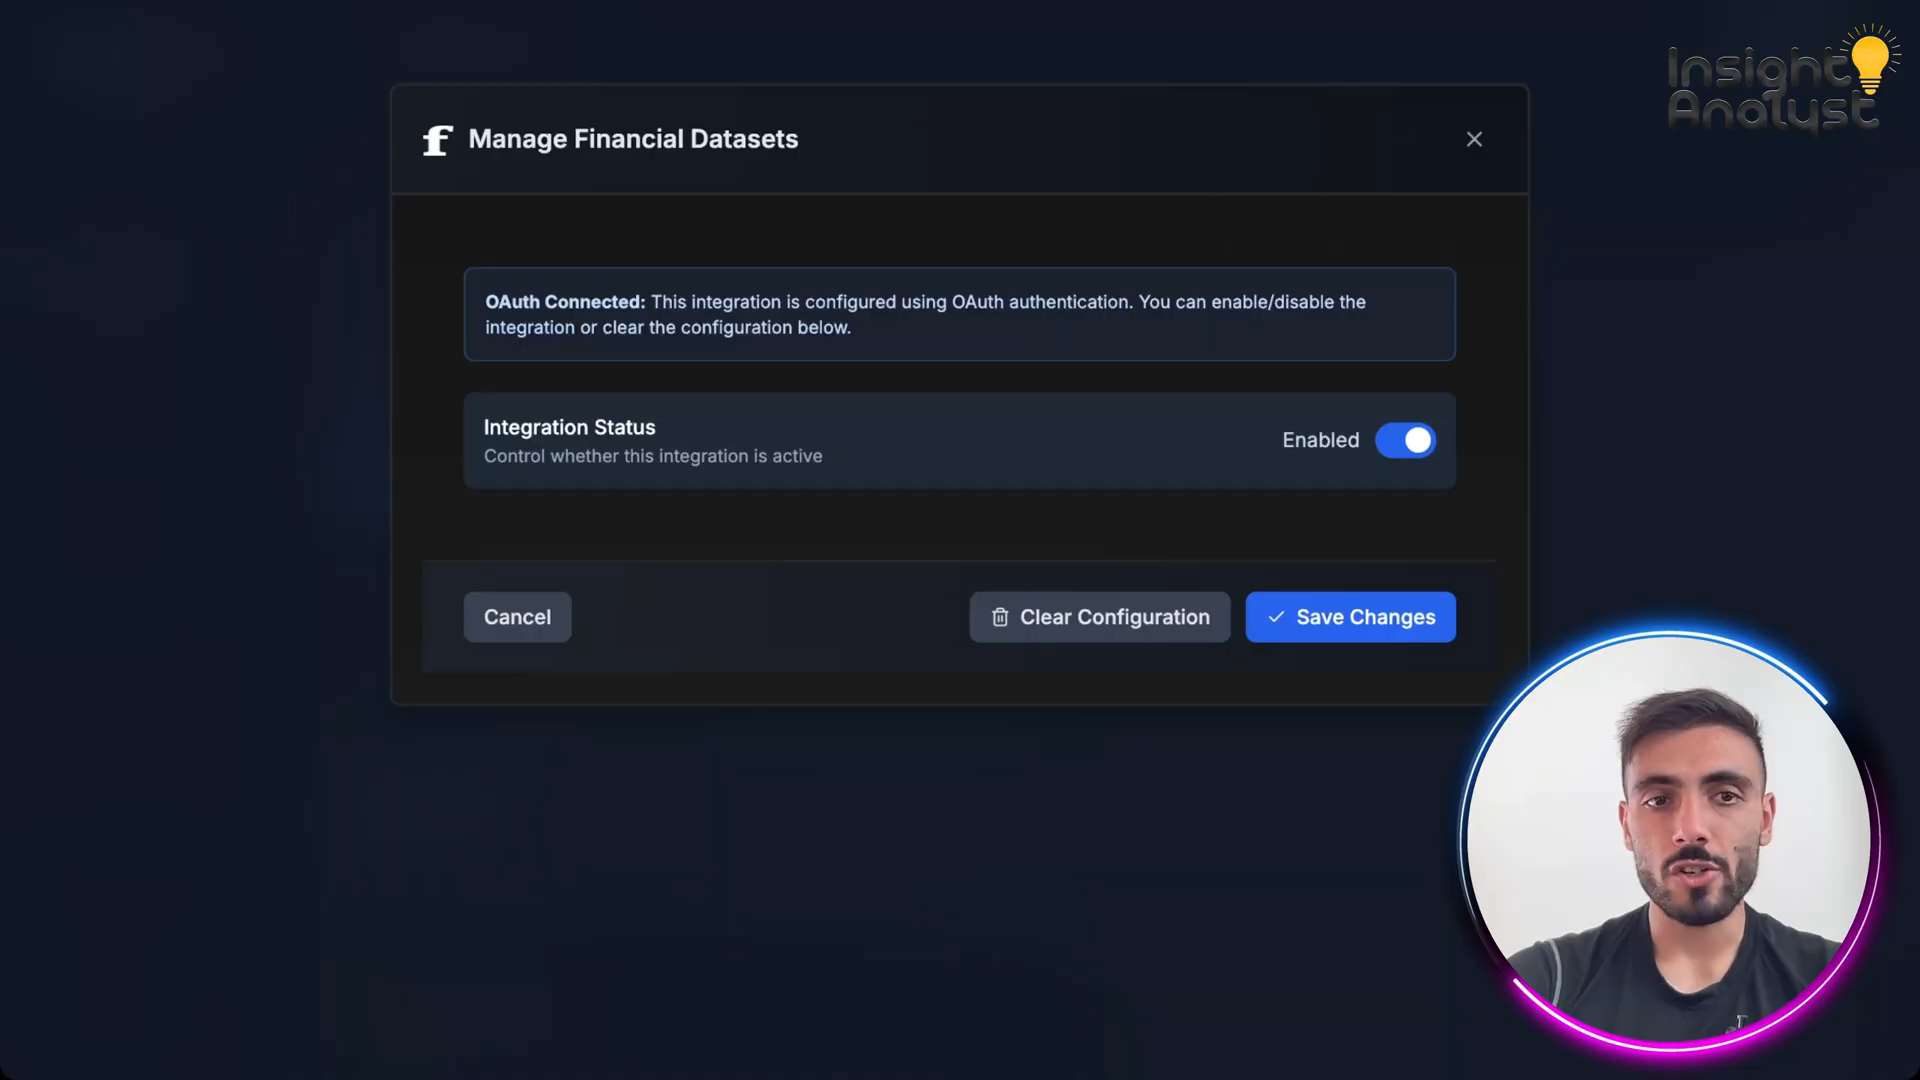 Insight
Analyst
f Manage Financial Datasets
OAuth Connected: This integration is configured using OAuth authentication. You can enable/disable the
integration or clear the configuration below.
Integration Status
Control whether this integration is active
Enabled
Cancel
Clear Configuration
Save Changes